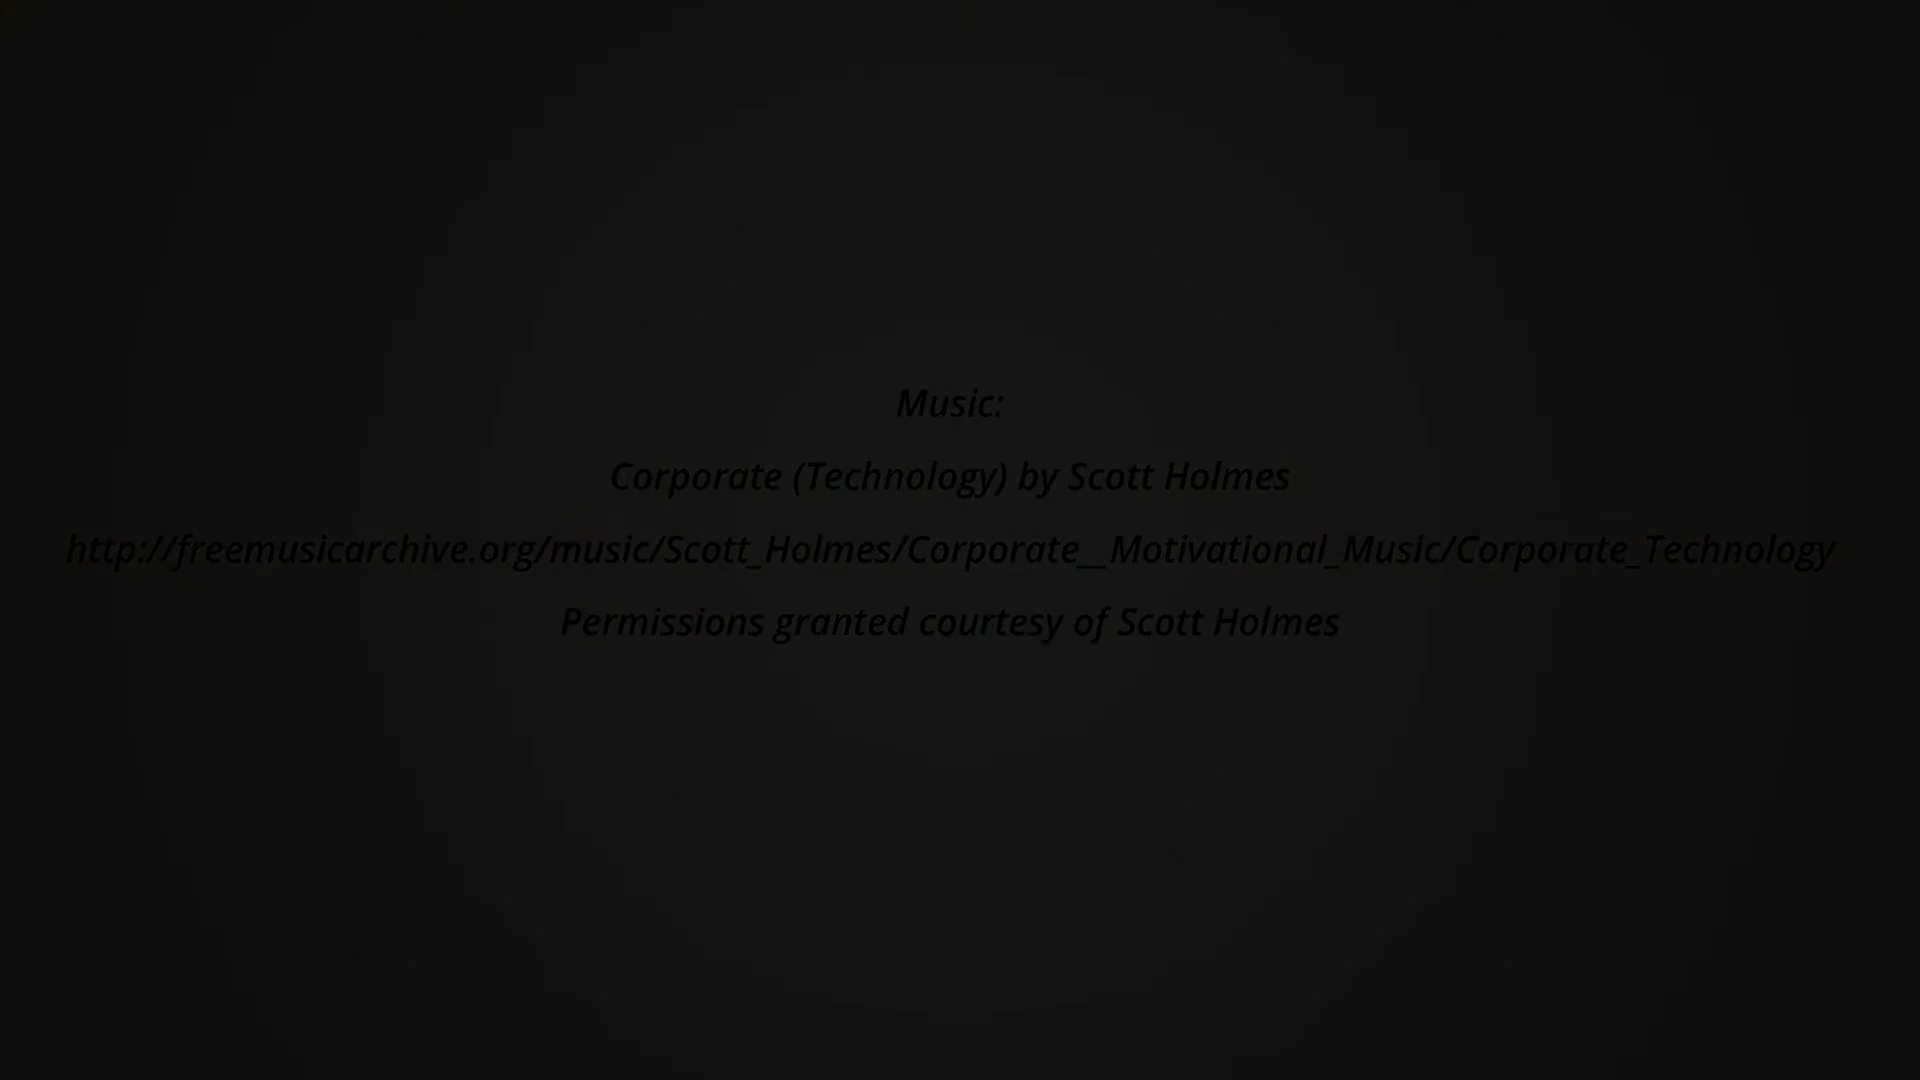 Music:
Corporate (Technology) by Scott Holmes
http://freemusicarchive.org/music/Scott_Holmes/Corporate__Motivational_Music/Corporate_Technology
Permissions granted courtesy of Scott Holmes